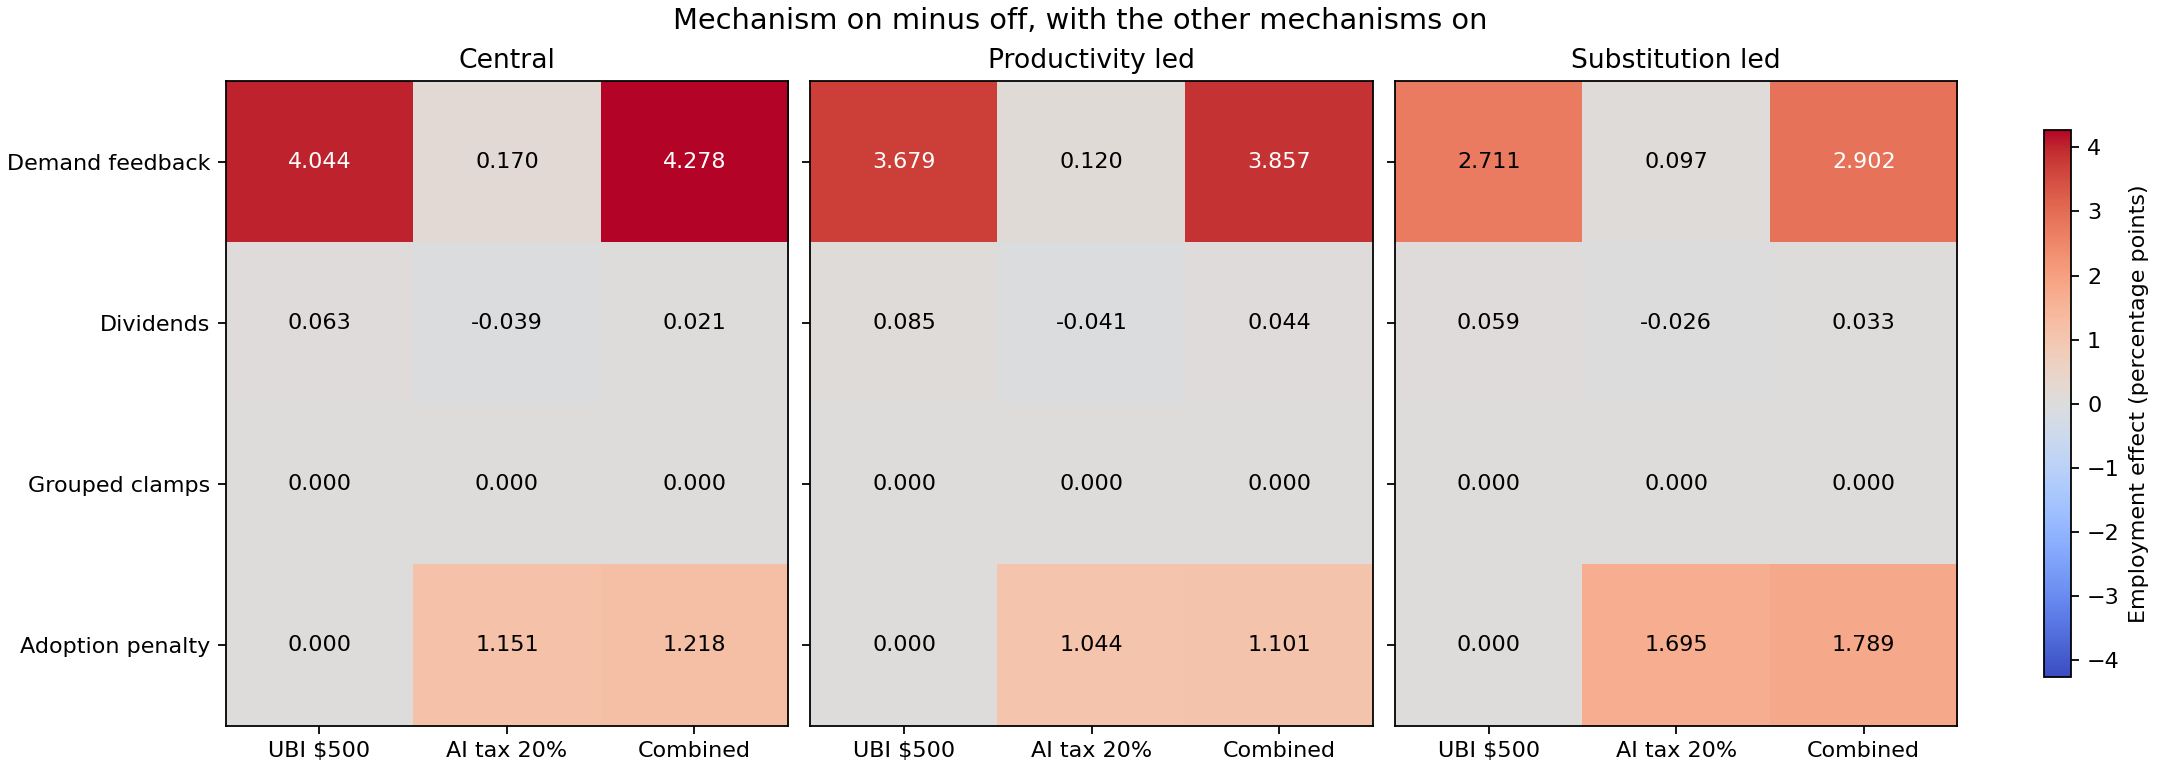 Mechanism on minus off, with the other mechanisms on
Central
Productivity led
Substitution led
Demand feedback
4.044
0.170
4.278
3.679
0.120
3.857
2.711
0.097
2.902
Dividends
0.063
-0.039
0.021
0.085
-0.041
0.044
0.059
-0.026
0.033
Grouped clamps
0.000
0.000
0.000
0.000
0.000
0.000
0.000
0.000
0.000
Adoption penalty
0.000
1.151
1.218
0.000
1.044
1.101
0.000
1.695
1.789
UBI $500
AI tax 20%
Combined
UBI $500
AI tax 20%
Combined
UBI $500
AI tax 20%
Combined
4
3
2
1
0
−1
−2
−3
−4
Employment effect (percentage points)